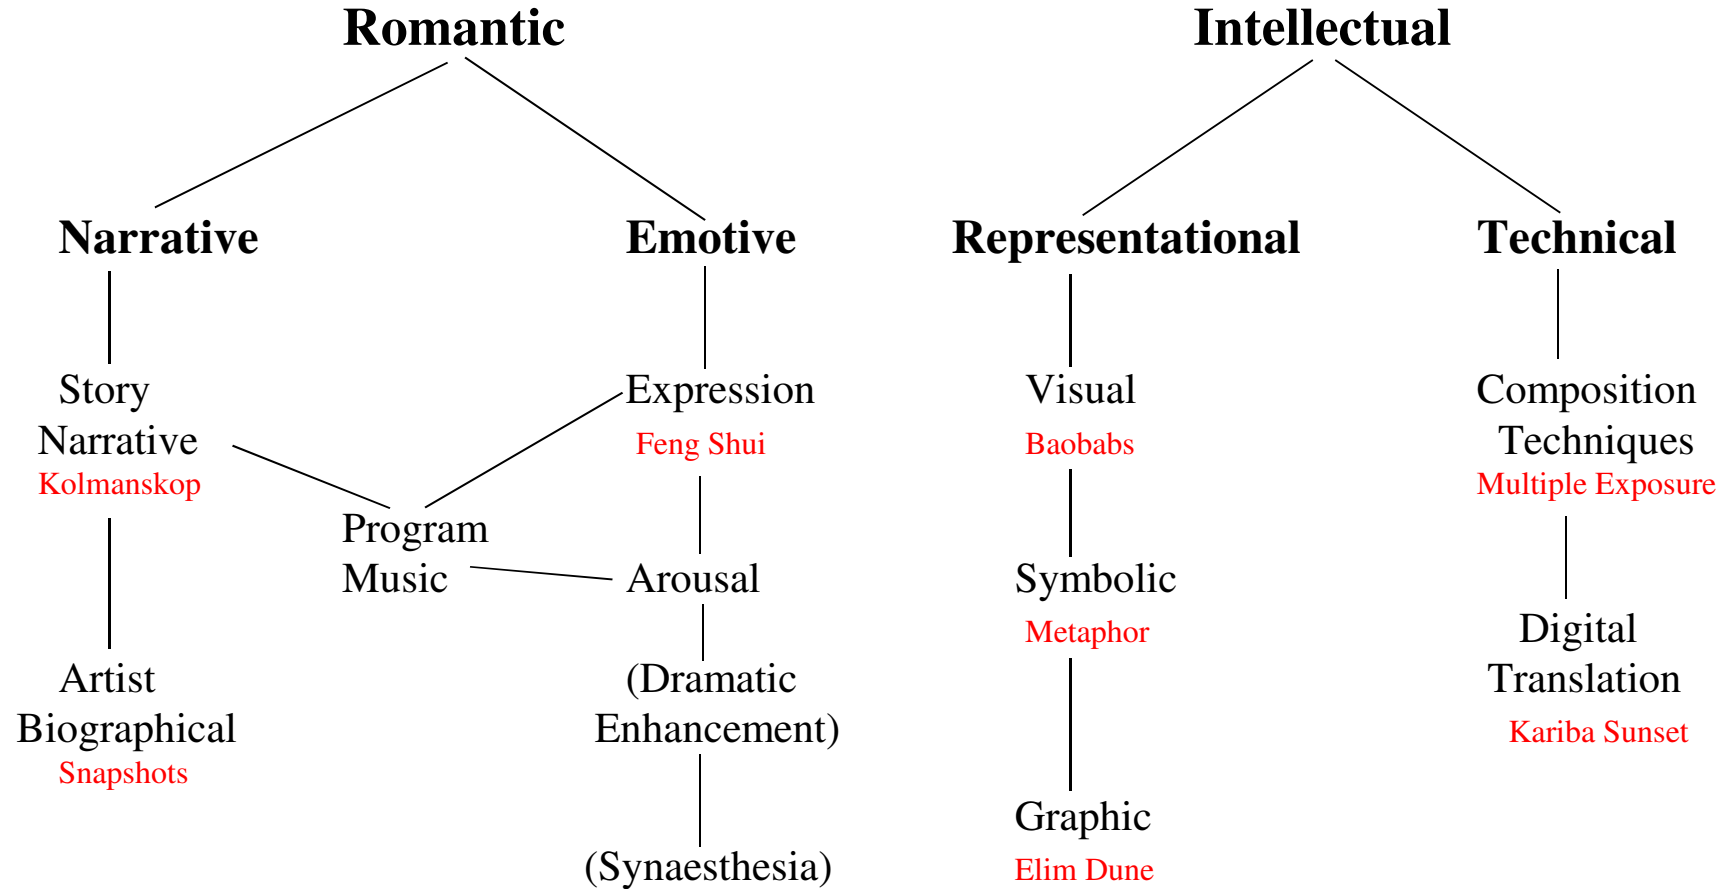 Romantic
Intellectual
Narrative
Emotive
Representational
Technical
Story
Narrative
Kolmanskop
Expression
Feng Shui
Visual
Baobabs
Composition
Techniques
Multiple Exposure
Program
Music
Arousal
Symbolic
Metaphor
Digital
Translation
Kariba Sunset
Artist
Biographical
Snapshots
(Dramatic
Enhancement)
Graphic
Elim Dune
(Synaesthesia)